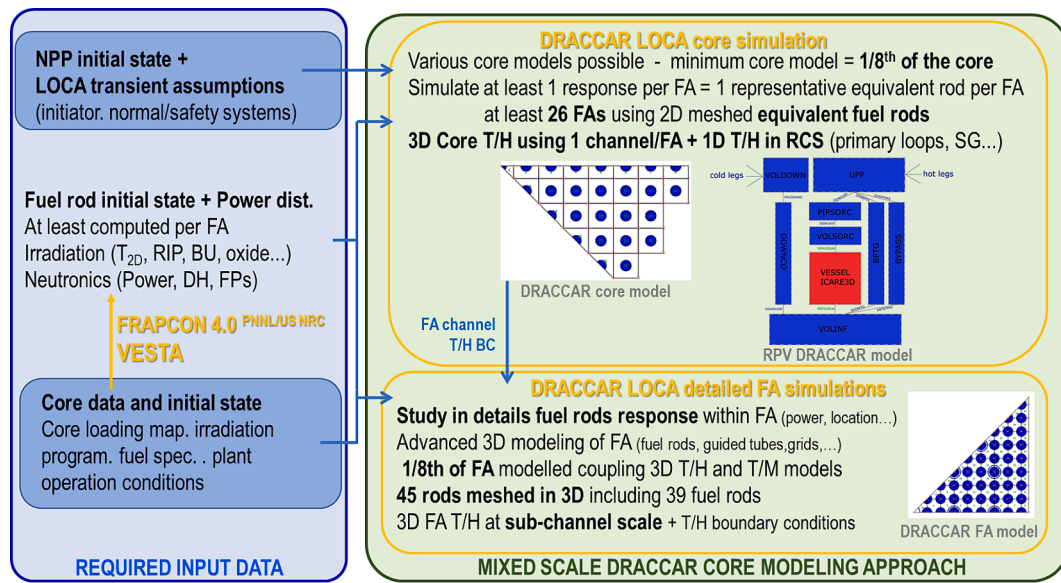 NPP initial state +
LOCA transient assumptions
(initiator. normal/safety systems)
Fuel rod initial state + Power dist.
At least computed per FA
Irradiation (T2D, RIP, BU, oxide...)
Neutronics (Power, DH, FPs)
FRAPCON 4.0 PNNL/US NRC
VESTA
Core data and initial state
Core loading map. irradiation
program. fuel spec. . plant
operation conditions
REQUIRED INPUT DATA
DRACCAR LOCA core simulation
Various core models possible - minimum core model = 1/8th of the core
Simulate at least 1 response per FA = 1 representative equivalent rod per FA
at least 26 FAs using 2D meshed equivalent fuel rods
3D Core T/H using 1 channel/FA + 1D T/H in RCS (primary loops, SG...)
DRACCAR core model
cold legs
VOLDOWN
UPP
hot legs
PIPSORC
VOLSORC
DOWNCO
VESSEL
ICARE3D
BPTG
BYPASS
VOLINF
RPV DRACCAR model
FA channel
T/H BC
DRACCAR LOCA detailed FA simulations
Study in details fuel rods response within FA (power, location...)
Advanced 3D modeling of FA (fuel rods, guided tubes,grids,...)
1/8th of FA modelled coupling 3D T/H and T/M models
45 rods meshed in 3D including 39 fuel rods
3D FA T/H at sub-channel scale + T/H boundary conditions
DRACCAR FA model
MIXED SCALE DRACCAR CORE MODELING APPROACH